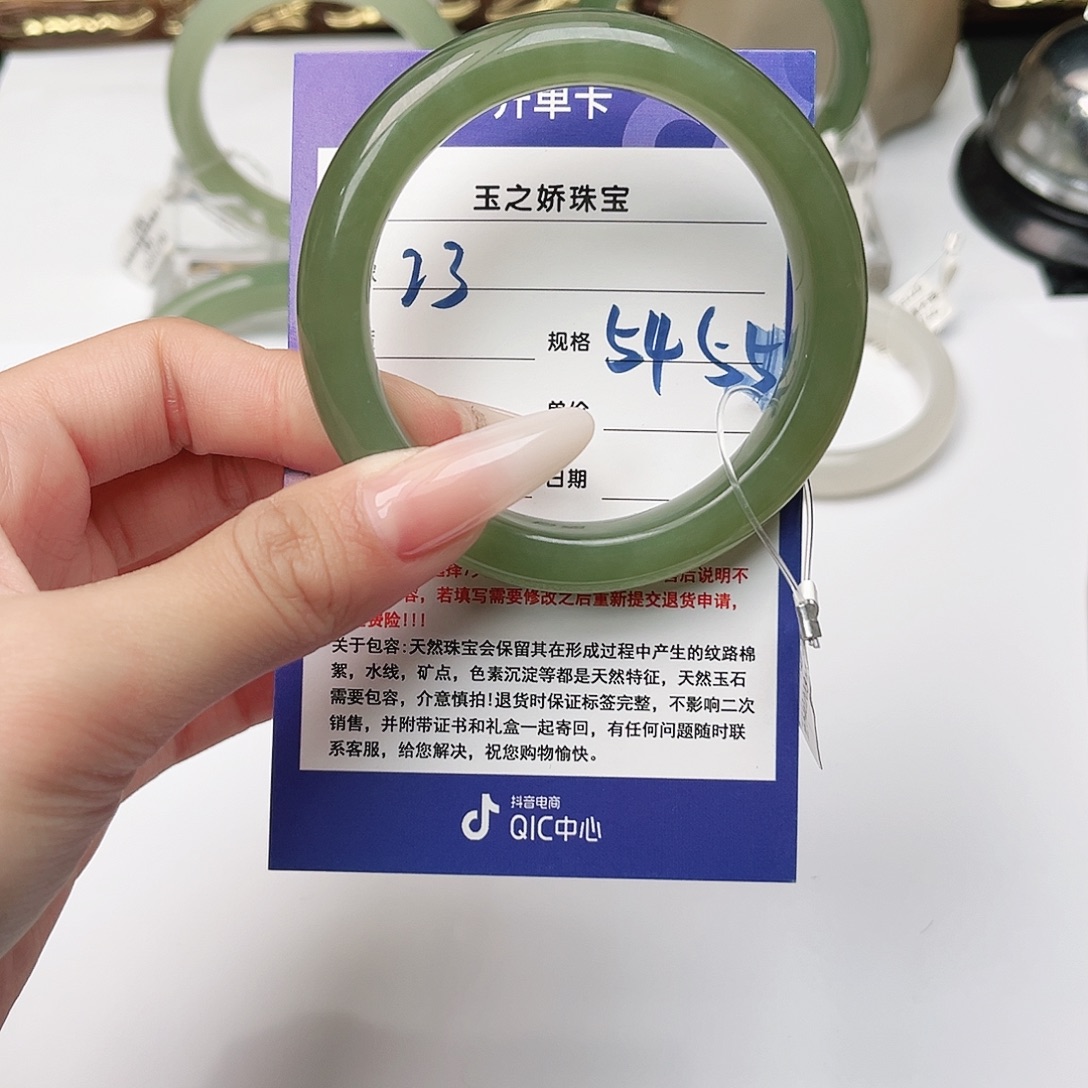 开单卡
玉之娇珠宝
23
规格 54 55
单价
日期
后说明不
容，若填写需要修改之后重新提交退货申请，
费险!!!
关于包容:天然珠宝会保留其在形成过程中产生的纹路棉
絮，水线，矿点，色素沉淀等都是天然特征，天然玉石
需要包容，介意慎拍!退货时保证标签完整，不影响二次
销售，并附带证书和礼盒一起寄回，有任何问题随时联
系客服，给您解决，祝您购物愉快。
抖音电商
QIC中心